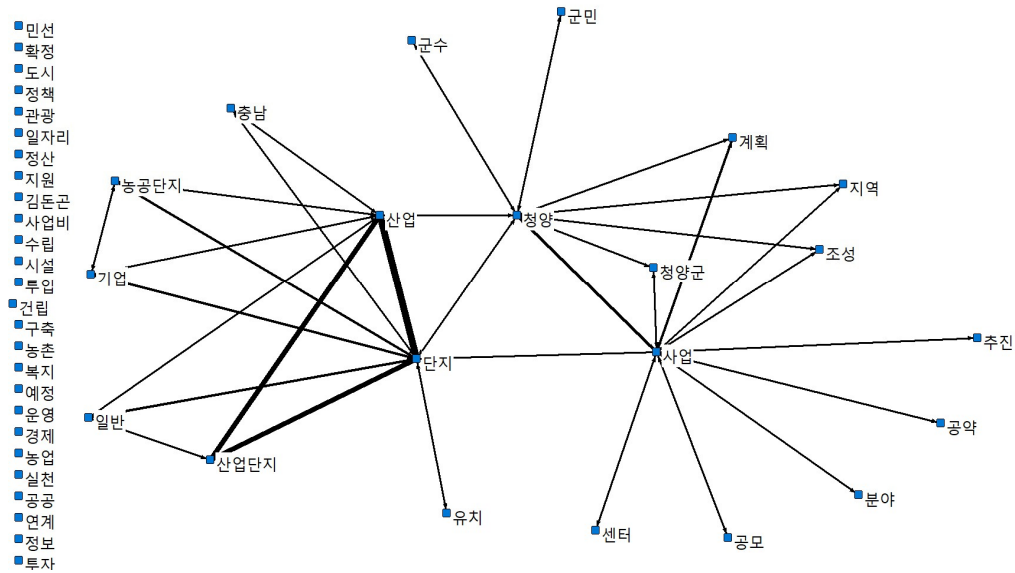 민선
확정
도시
정책
관광
일자리
정산
지원
김돈곤
사업비
수립
시설
투입
건립
구축
농촌
복지
예정
운영
경제
농업
실천
공공
연계
정보
투자
군민
군수
충남
계획
농공단지
지역
산업
청양
조성
청양군
기업
추진
사업
단지
일반
공약
산업단지
분야
유치
센터
공모